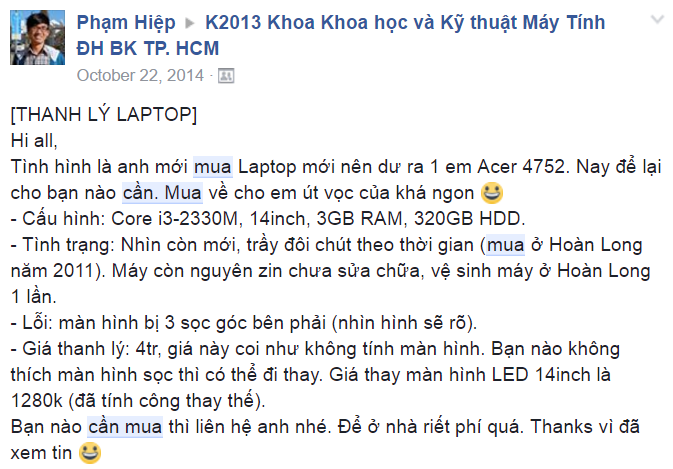 Phạm Hiệp ▶ K2013 Khoa Khoa học và Kỹ thuật Máy Tính
ĐH BK TP. HCM
October 22, 2014 ·
[THANH LÝ LAPTOP]
Hi all,
Tình hình là anh mới mua Laptop mới nên dư ra 1 em Acer 4752. Nay để lại
cho bạn nào cần. Mua về cho em út vọc của khá ngon 😀
- Cấu hình: Core i3-2330M, 14inch, 3GB RAM, 320GB HDD.
- Tình trạng: Nhìn còn mới, trầy đôi chút theo thời gian (mua ở Hoàn Long
năm 2011). Máy còn nguyên zin chưa sửa chữa, vệ sinh máy ở Hoàn Long
1 lần.
- Lỗi: màn hình bị 3 sọc góc bên phải (nhìn hình sẽ rõ).
- Giá thanh lý: 4tr, giá này coi như không tính màn hình. Bạn nào không
thích màn hình sọc thì có thể đi thay. Giá thay màn hình LED 14inch là
1280k (đã tính công thay thế).
Bạn nào cần mua thì liên hệ anh nhé. Để ở nhà riết phí quá. Thanks vì đã
xem tin 😀